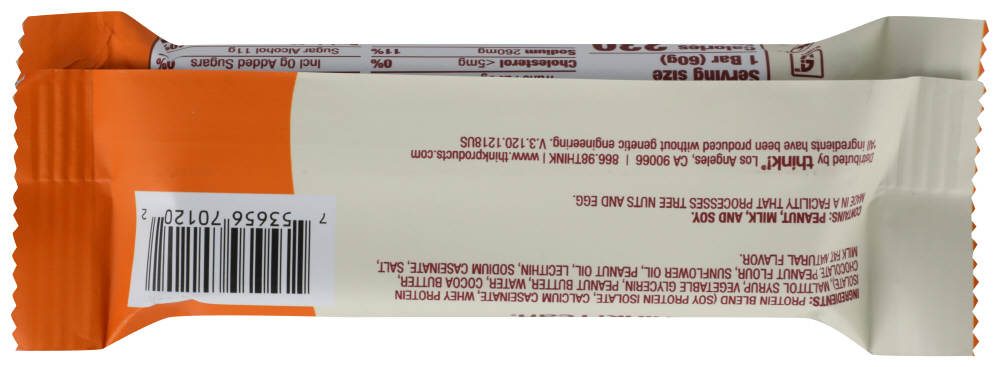 INGREDIENTS: PROTEIN BLEND (SOY PROTEIN ISOLATE, CALCIUM CASEINATE, WHEY PROTEIN
ISOLATE), MALTITOL SYRUP, VEGETABLE GLYCERIN, PEANUT BUTTER, WATER, COCOA BUTTER,
CHOCOLATE, PEANUT FLOUR, SUNFLOWER OIL, PEANUT OIL, LECITHIN, SODIUM CASEINATE, SALT,
MILK FAT, NATURAL FLAVOR.
CONTAINS: PEANUT, MILK, AND SOY.
MADE IN A FACILITY THAT PROCESSES TREE NUTS AND EGG.
Distributed by think!® Los Angeles, CA 90066 | 866.98THINK | www.thinkproducts.com
*All ingredients have been produced without genetic engineering. V.3.120.1218US
7 53656 70120 2
Serving size
1 Bar (60g)
Calories 230
Cholesterol <5mg 0%
Sodium 260mg 11%
Incl 0g Added Sugars 0%
Sugar Alcohol 11g